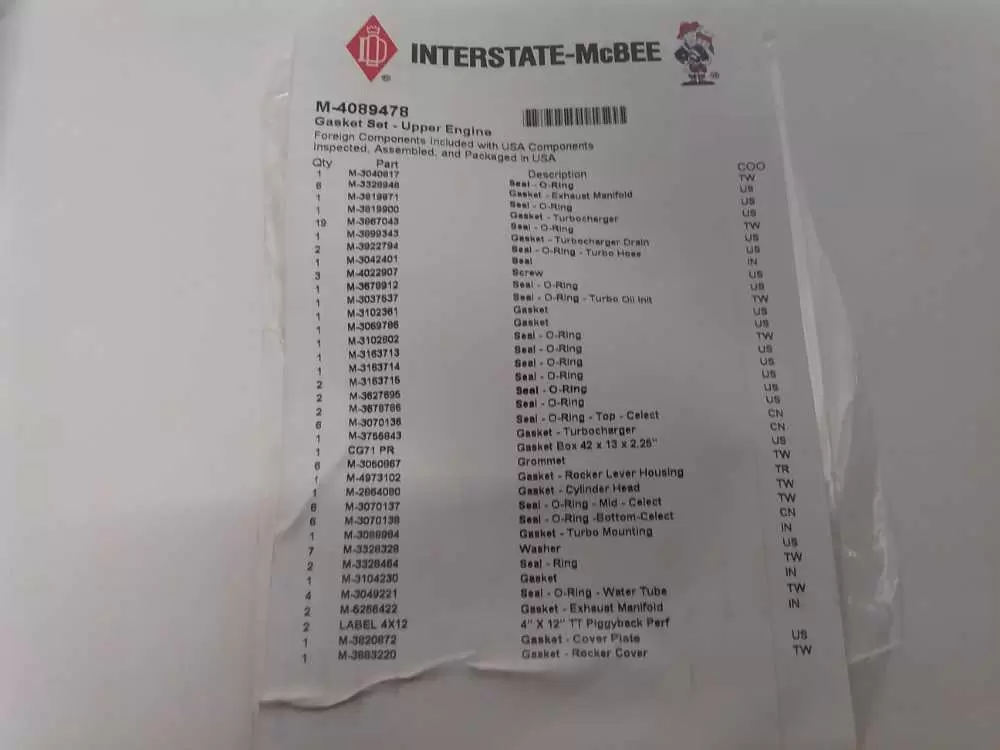 INTERSTATE-McBEE
M-4089478
Gasket Set - Upper Engine
Foreign Components Included with USA Components
Inspected, Assembled, and Packaged in USA
Qty Part Description COO
1 M-3040817 Seal - O-Ring TW
6 M-3328948 Gasket - Exhaust Manifold US
1 M-3819871 Seal - O-Ring US
1 M-3819900 Gasket - Turbocharger US
19 M-3867043 Seal - O-Ring TW
1 M-3899343 Gasket - Turbocharger Drain US
2 M-3922794 Seal - O-Ring - Turbo Hose US
1 M-3042401 Seal IN
3 M-4022907 Screw US
1 M-3678912 Seal - O-Ring US
1 M-3037537 Seal - O-Ring - Turbo Oil Init TW
1 M-3102361 Gasket US
1 M-3069786 Gasket US
1 M-3102802 Seal - O-Ring TW
1 M-3163713 Seal - O-Ring US
1 M-3163714 Seal - O-Ring US
2 M-3163715 Seal - O-Ring US
2 M-3627695 Seal - O-Ring US
2 M-3678786 Seal - O-Ring US
6 M-3070136 Seal - O-Ring - Top - Celect CN
1 M-3755843 Gasket - Turbocharger CN
1 CG71 PR Gasket Box 42 x 13 x 2.25" US
6 M-3050967 Grommet TW
1 M-4973102 Gasket - Rocker Lever Housing TR
1 M-2864080 Gasket - Cylinder Head TW
6 M-3070137 Seal - O-Ring - Mid - Celect TW
6 M-3070138 Seal - O-Ring -Bottom-Celect CN
1 Gasket - Turbo Mounting IN
7 M-3328328 Washer US
2 M-3328464 Seal - Ring TW
1 M-3104230 Gasket IN
4 M-3049221 Seal - O-Ring - Water Tube TW
2 M-5266422 Gasket - Exhaust Manifold IN
2 LABEL 4X12 4" X 12" TT Piggyback Perf
1 M-3820872 Gasket - Cover Plate US
1 M-3883220 Gasket - Rocker Cover TW